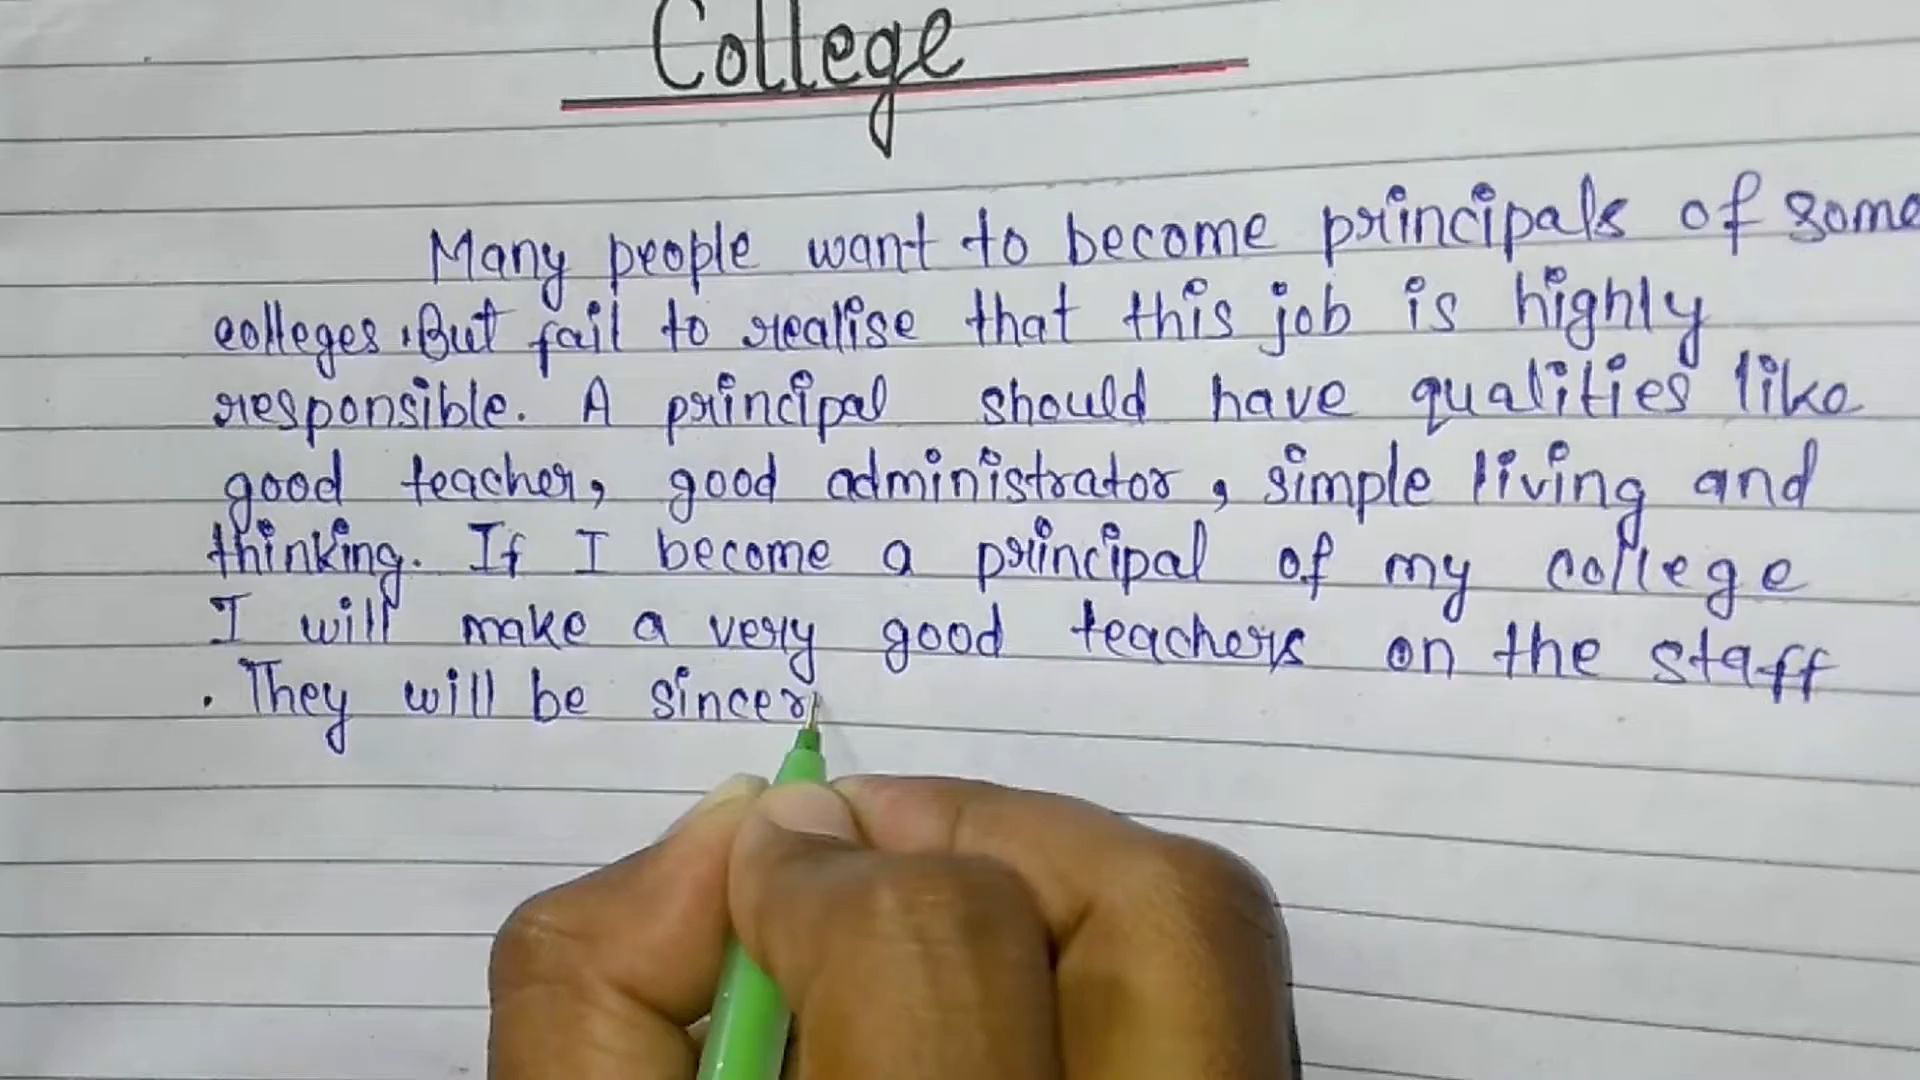 College
Many people want to become principals of some
colleges. But fail to realise that this job is highly
responsible. A principal should have qualities like
good teacher, good administrator, simple living and
thinking. If I become a principal of my college
I will make a very good teachers on the staff
. They will be sincer